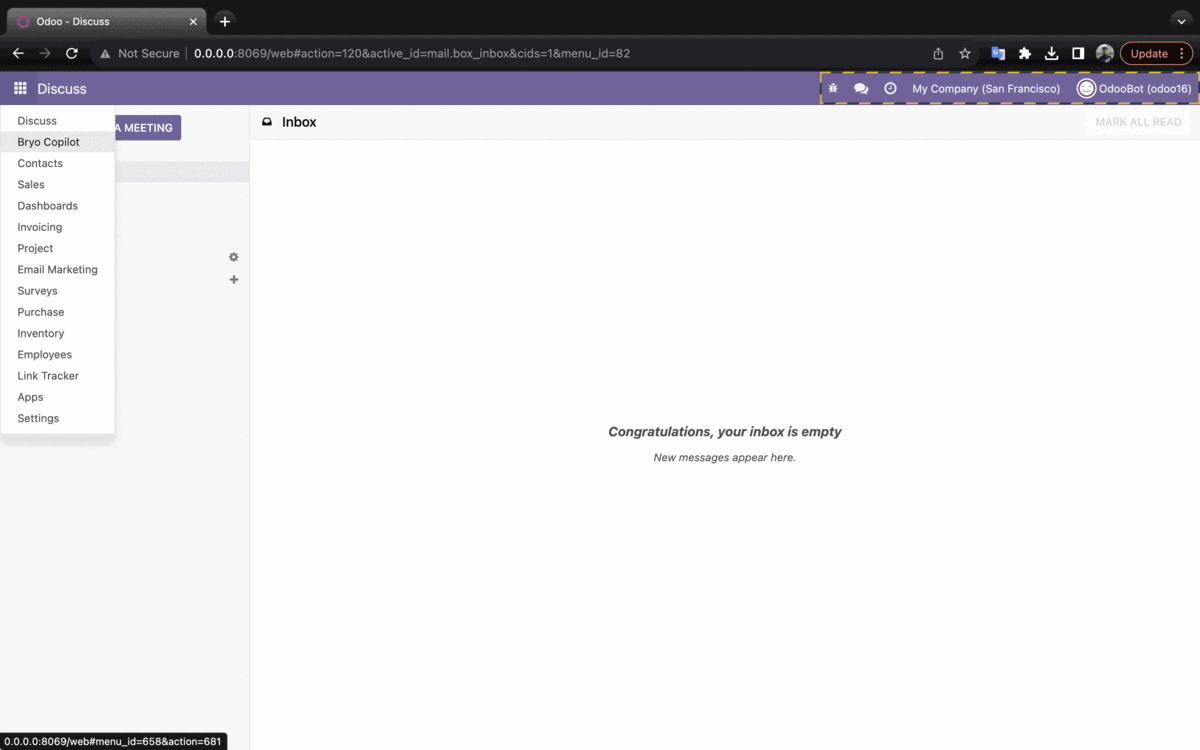 Odoo - Discuss
Not Secure 0.0.0.0:8069/web#action=120&active_id=mail.box_inbox&cids=1&menu_id=82
Update
Discuss
My Company (San Francisco)
OdooBot (odoo16)
Discuss
Bryo Copilot
Contacts
Sales
Dashboards
Invoicing
Project
Email Marketing
Surveys
Purchase
Inventory
Employees
Link Tracker
Apps
Settings
A MEETING
Inbox
MARK ALL READ
Congratulations, your inbox is empty
New messages appear here.
0.0.0.0:8069/web#menu_id=658&action=681